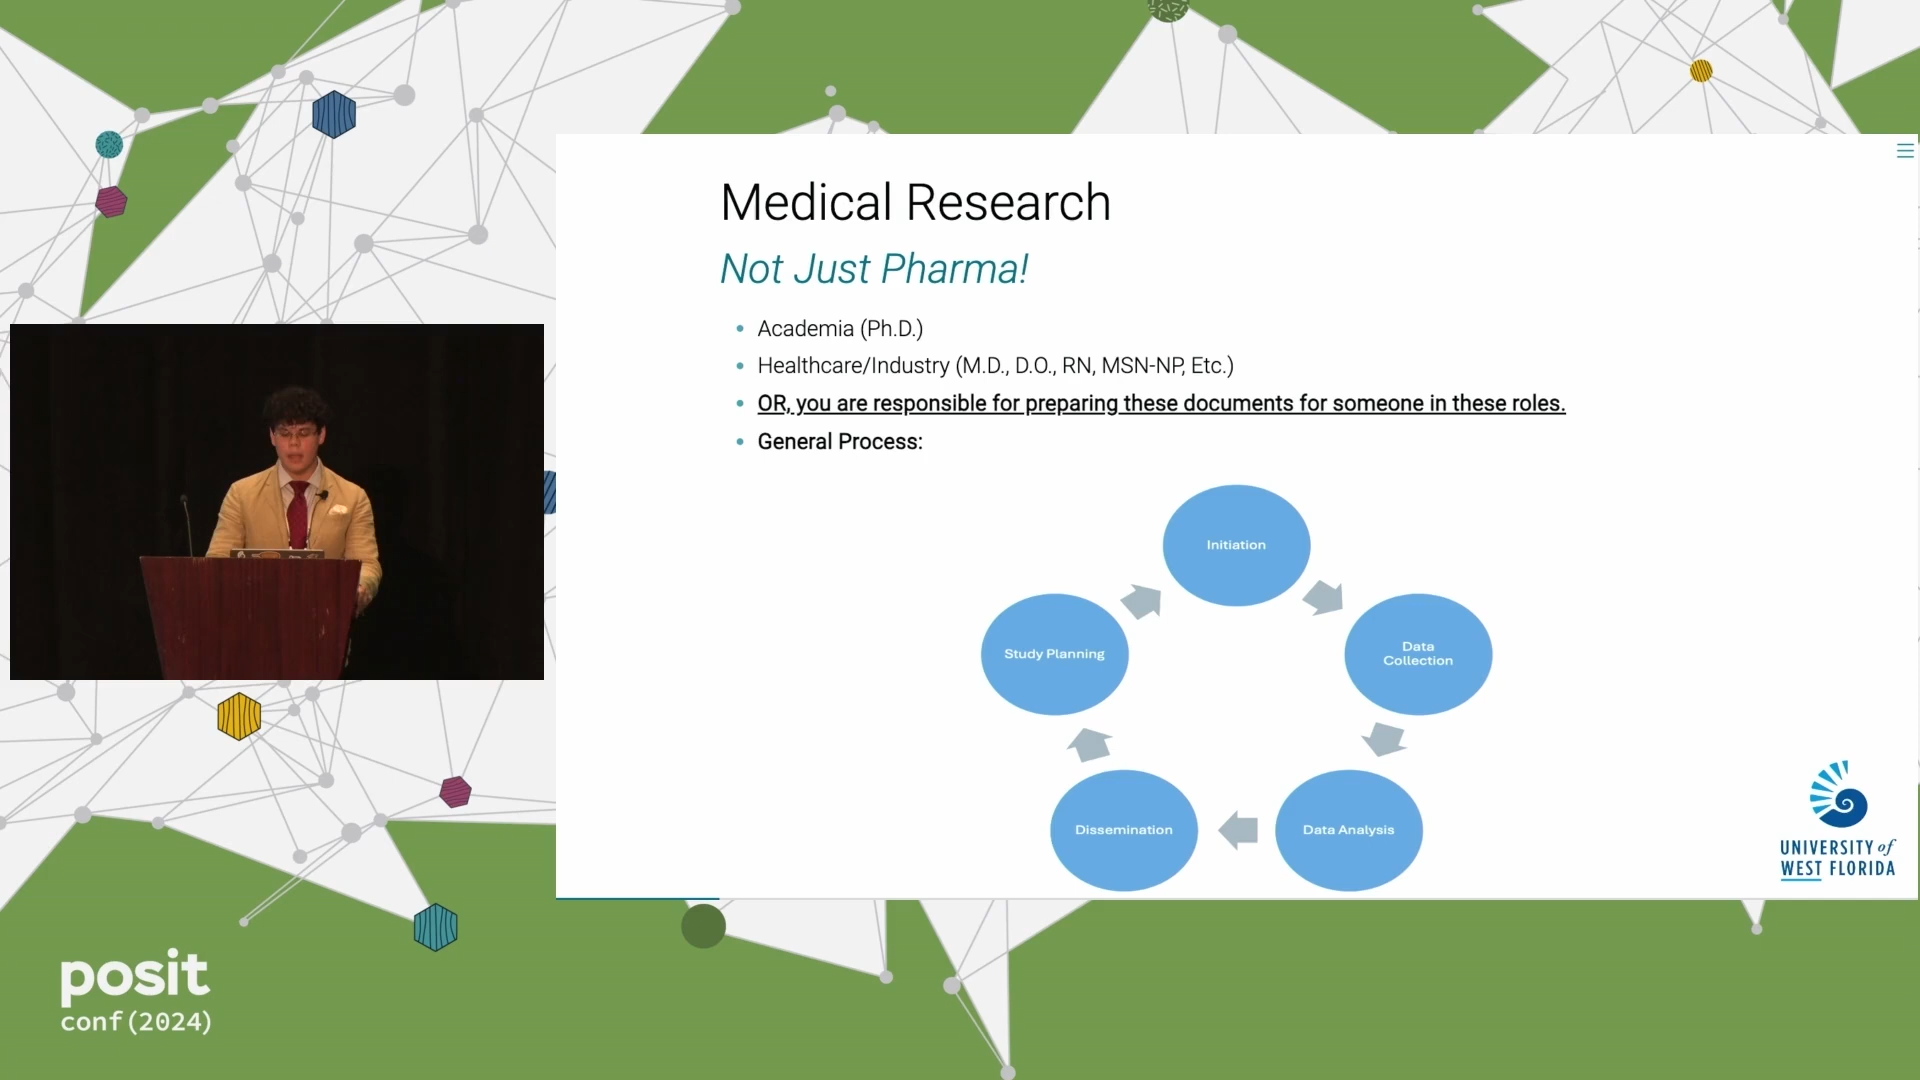 Medical Research
Not Just Pharma!
Academia (Ph.D.)
Healthcare/Industry (M.D., D.O., RN, MSN-NP, Etc.)
OR, you are responsible for preparing these documents for someone in these roles.
General Process:
Initiation
Study Planning
Data
Collection
Dissemination
Data Analysis
UNIVERSITY of
WEST FLORIDA
posit
conf(2024)